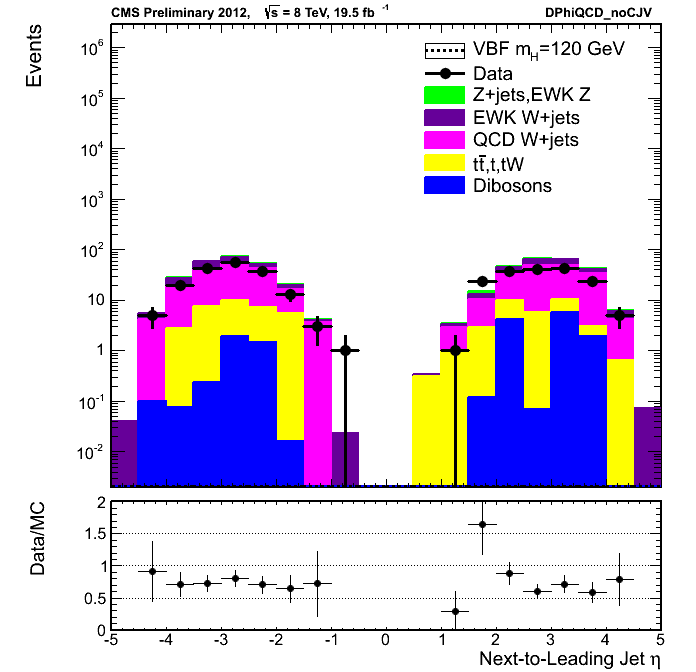 CMS Preliminary 2012, √s = 8 TeV, 19.5 fb⁻¹ DPhiQCD_noCJV
Events
10⁶
10⁵
10⁴
10³
10²
10
1
10⁻¹
10⁻²
VBF m_H=120 GeV
Data
Z+jets,EWK Z
EWK W+jets
QCD W+jets
tt̄,t,tW
Dibosons
Data/MC
2
1.5
1
0.5
0
-5 -4 -3 -2 -1 0 1 2 3 4 5
Next-to-Leading Jet η